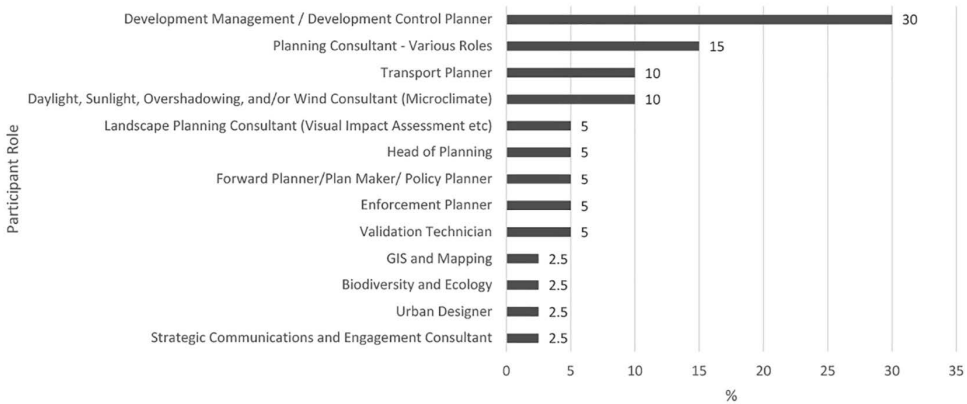 Participant Role
Development Management / Development Control Planner 30
Planning Consultant - Various Roles 15
Transport Planner 10
Daylight, Sunlight, Overshadowing, and/or Wind Consultant (Microclimate) 10
Landscape Planning Consultant (Visual Impact Assessment etc) 5
Head of Planning 5
Forward Planner/Plan Maker/ Policy Planner 5
Enforcement Planner 5
Validation Technician 5
GIS and Mapping 2.5
Biodiversity and Ecology 2.5
Urban Designer 2.5
Strategic Communications and Engagement Consultant 2.5
0 5 10 15 20 25 30 35
%